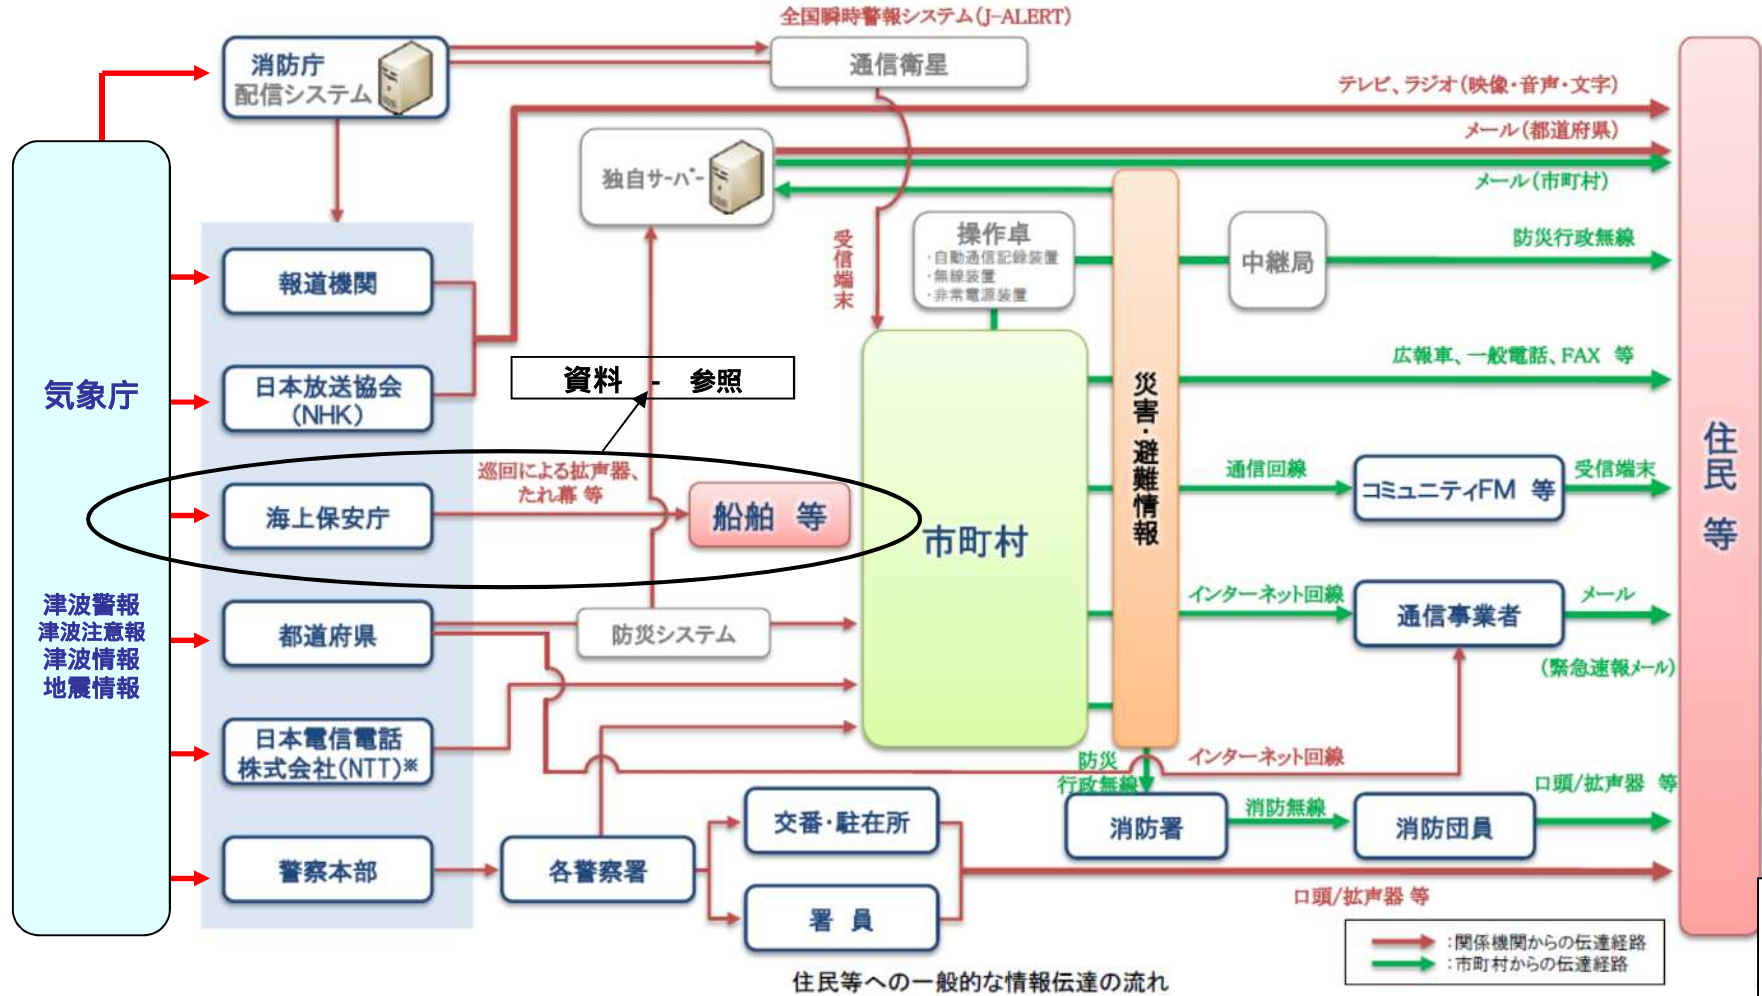 全国瞬時警報システム(J-ALERT)
消防庁
配信システム
通信衛星
テレビ、ラジオ(映像・音声・文字)
メール(都道府県)
独自サーバー
メール(市町村)
受信端末
操作卓
・自動通信記録装置
・無線装置
・非常電源装置
中継局
防災行政無線
報道機関
日本放送協会
(NHK)
資料 - 参照
広報車、一般電話、FAX 等
気象庁
災害・避難情報
住民 等
巡回による拡声器、
たれ幕 等
海上保安庁
船舶 等
市町村
通信回線
コミュニティFM 等
受信端末
津波警報
津波注意報
津波情報
地震情報
都道府県
防災システム
インターネット回線
通信事業者
メール
(緊急速報メール)
日本電信電話
株式会社(NTT)※
防災
行政無線
インターネット回線
口頭/拡声器 等
交番・駐在所
消防署
消防無線
消防団員
警察本部
各警察署
署 員
口頭/拡声器 等
:関係機関からの伝達経路
:市町村からの伝達経路
住民等への一般的な情報伝達の流れ